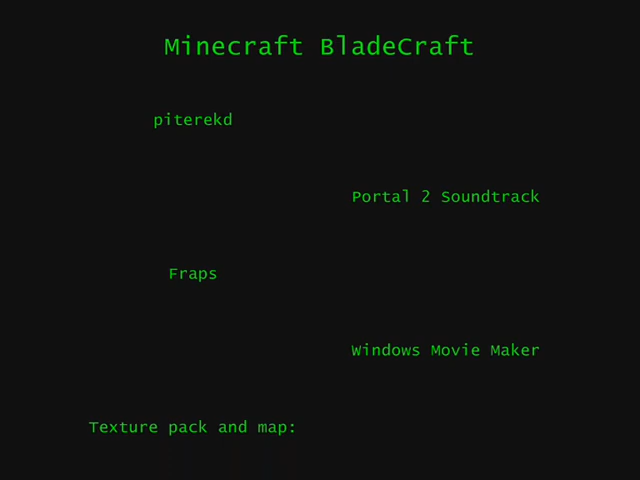 Minecraft BladeCraft
piterekd
Portal 2 Soundtrack
Fraps
Windows Movie Maker
Texture pack and map: